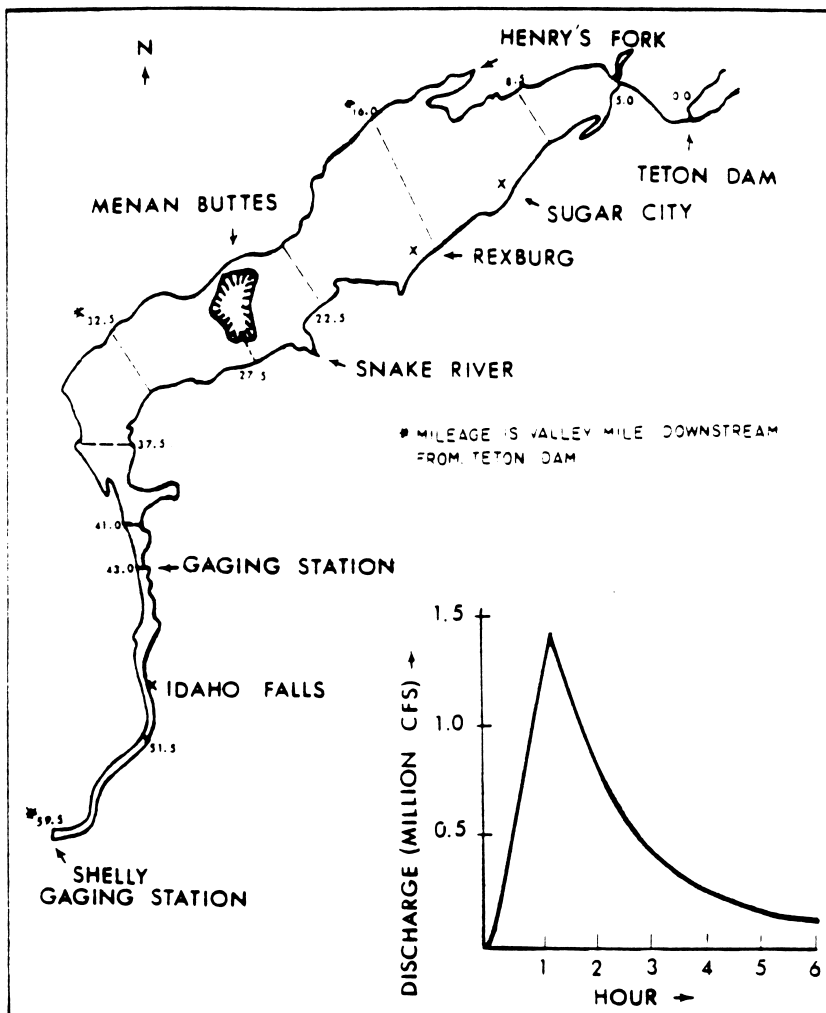 HENRY'S FORK
N
8.5
16.0
5.0
0.0
TETON DAM
MENAN BUTTES
SUGAR CITY
REXBURG
*32.5
22.5
27.5
SNAKE RIVER
* MILEAGE IS VALLEY MILE DOWNSTREAM
FROM TETON DAM
37.5
41.0
43.0
GAGING STATION
IDAHO FALLS
51.5
*59.5
SHELLY
GAGING STATION
DISCHARGE (MILLION CFS)
1.5
1.0
0.5
1 2 3 4 5 6
HOUR